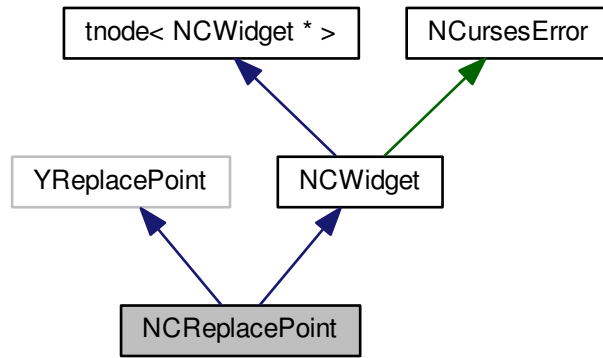 tnode< NCWidget * >
NCursesError
YReplacePoint
NCWidget
NCReplacePoint